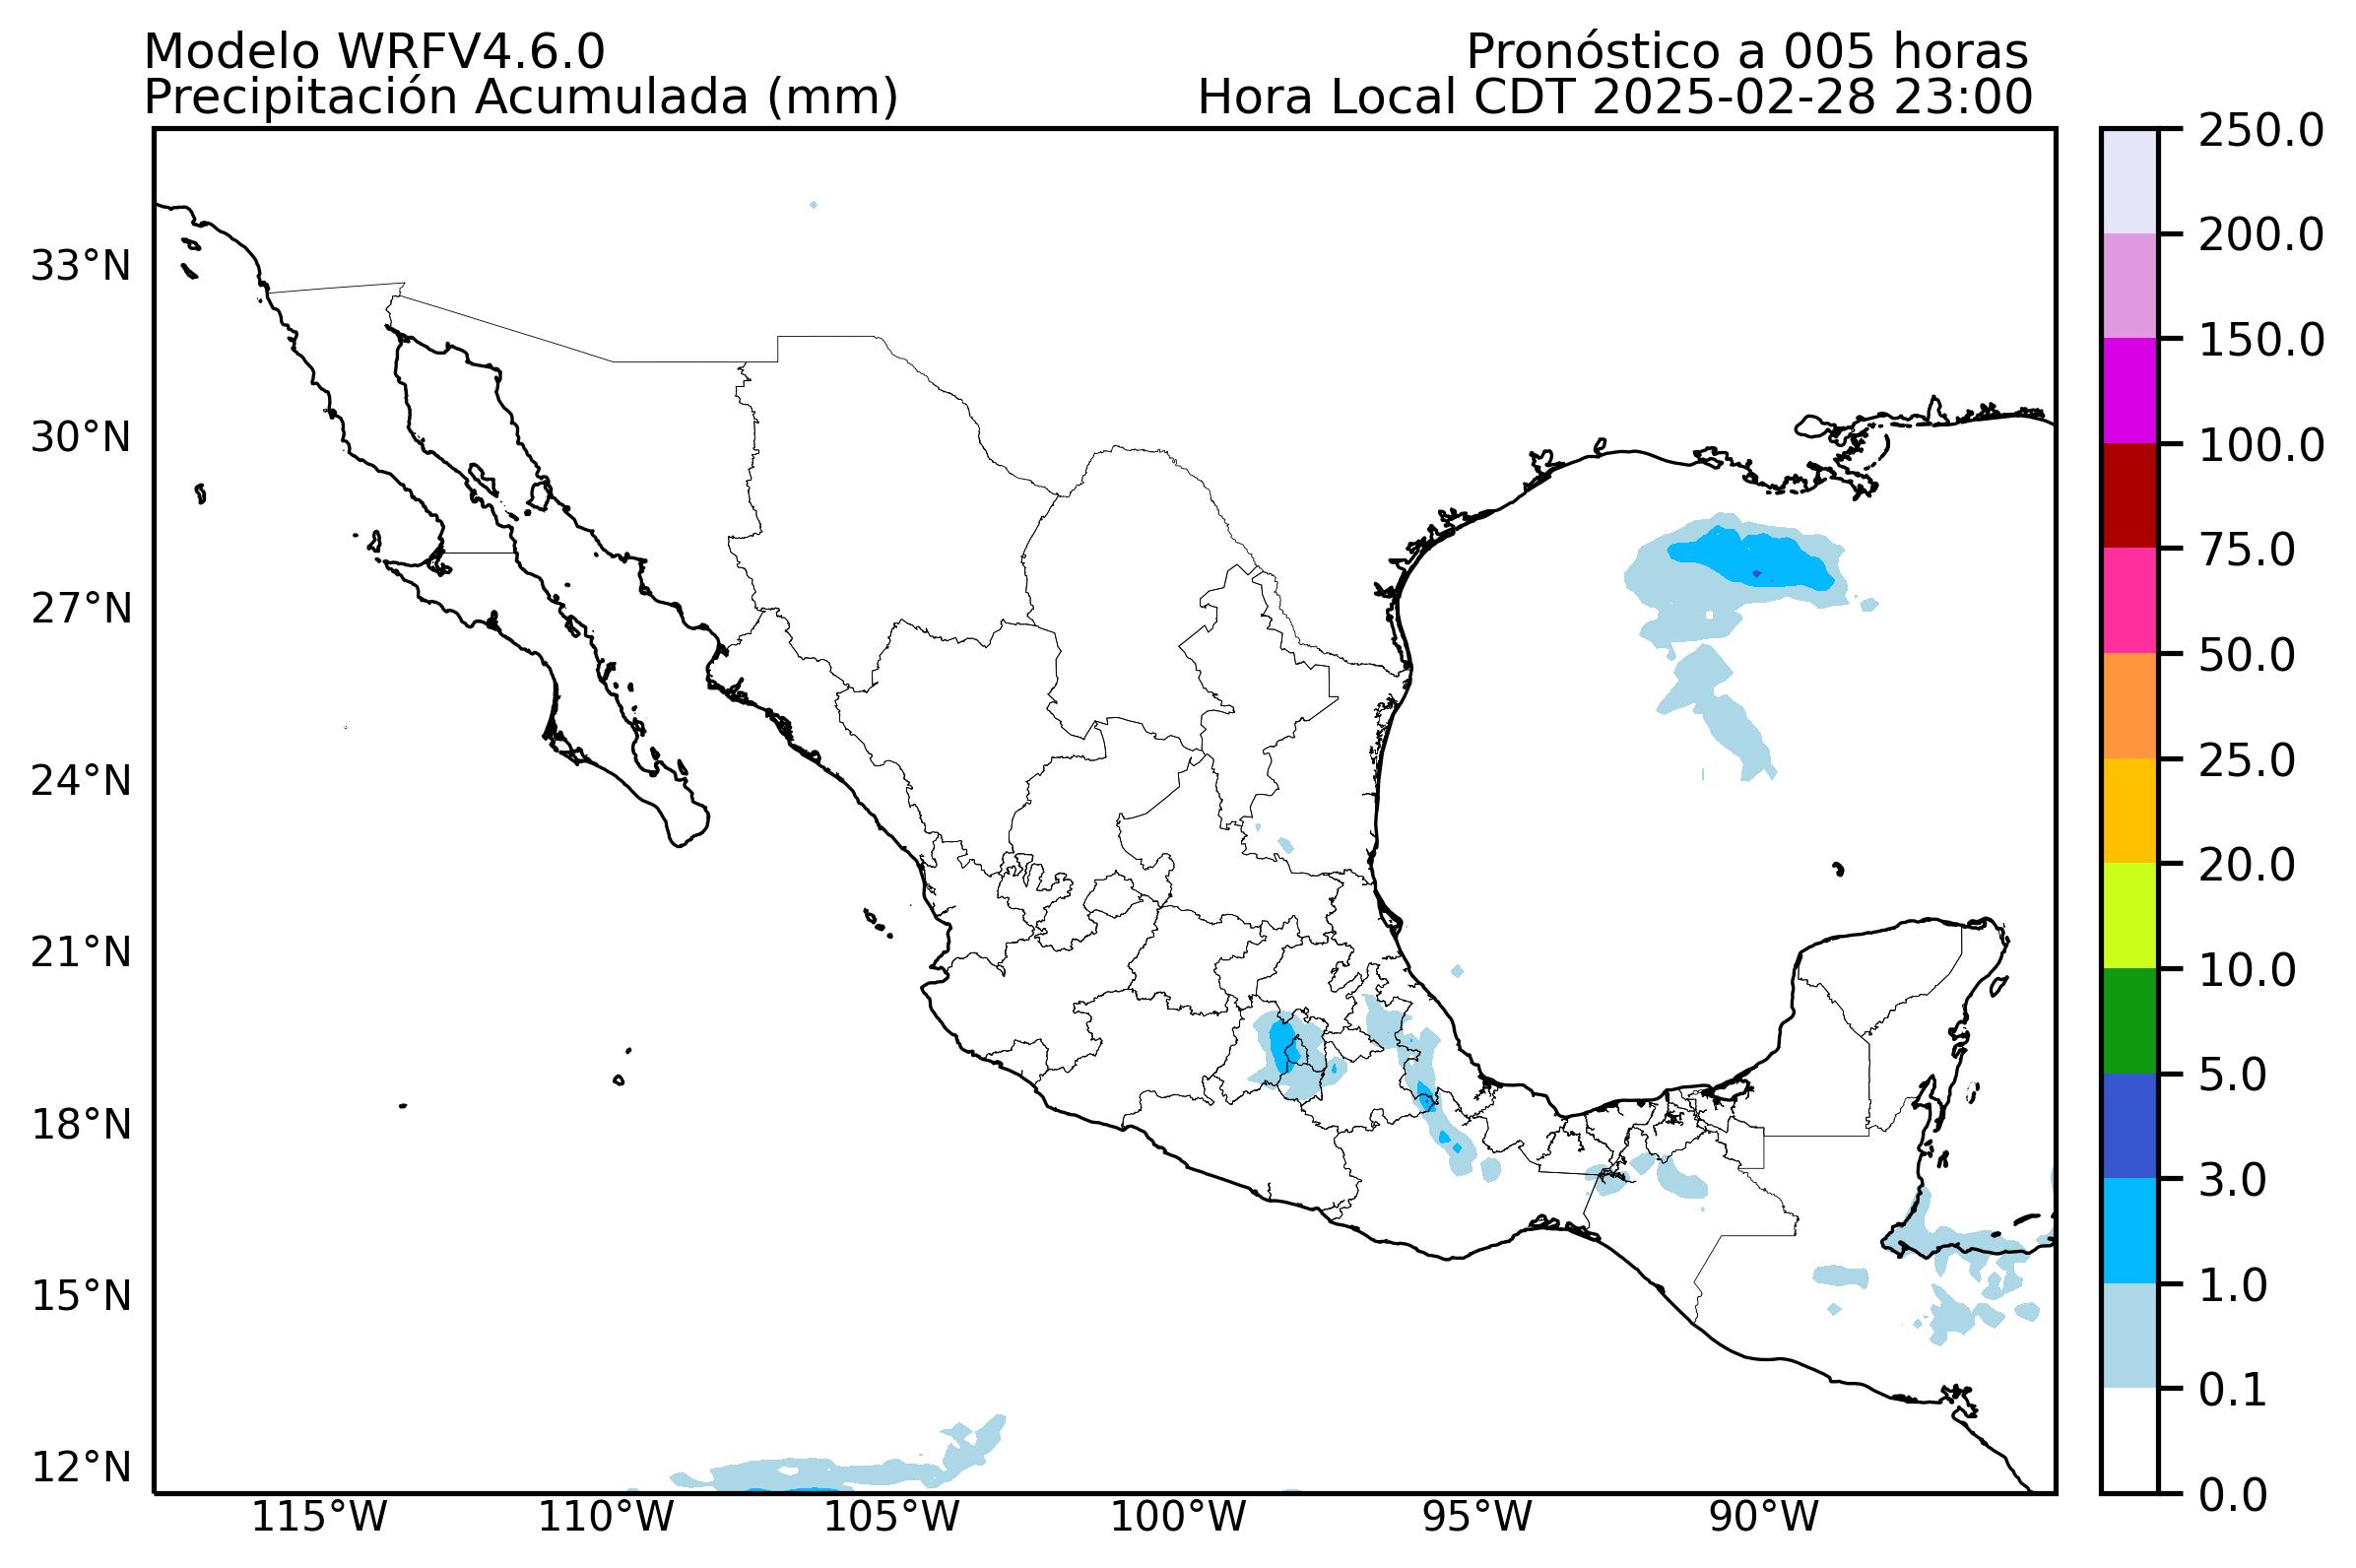 Modelo WRFV4.6.0 Pronóstico a 005 horas
Precipitación Acumulada (mm) Hora Local CDT 2025-02-28 23:00
33°N
30°N
27°N
24°N
21°N
18°N
15°N
12°N
115°W 110°W 105°W 100°W 95°W 90°W
250.0
200.0
150.0
100.0
75.0
50.0
25.0
20.0
10.0
5.0
3.0
1.0
0.1
0.0